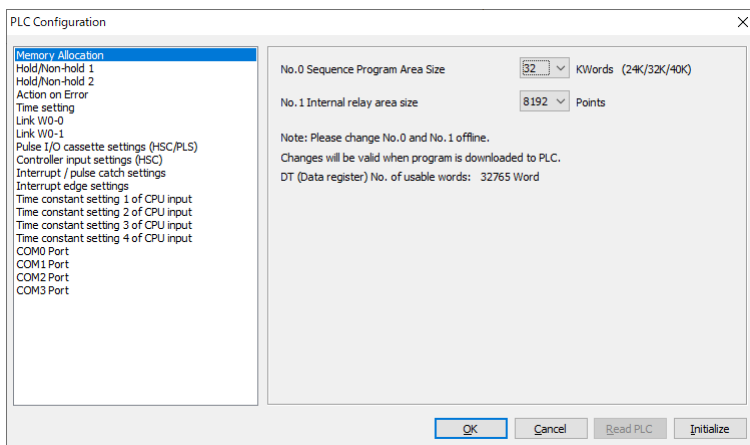 PLC Configuration
Memory Allocation
Hold/Non-hold 1
Hold/Non-hold 2
Action on Error
Time setting
Link W0-0
Link W0-1
Pulse I/O cassette settings (HSC/PLS)
Controller input settings (HSC)
Interrupt / pulse catch settings
Interrupt edge settings
Time constant setting 1 of CPU input
Time constant setting 2 of CPU input
Time constant setting 3 of CPU input
Time constant setting 4 of CPU input
COM0 Port
COM1 Port
COM2 Port
COM3 Port
No.0 Sequence Program Area Size 32 KWords (24K/32K/40K)
No.1 Internal relay area size 8192 Points
Note: Please change No.0 and No.1 offline.
Changes will be valid when program is downloaded to PLC.
DT (Data register) No. of usable words: 32765 Word
OK Cancel Read PLC Initialize